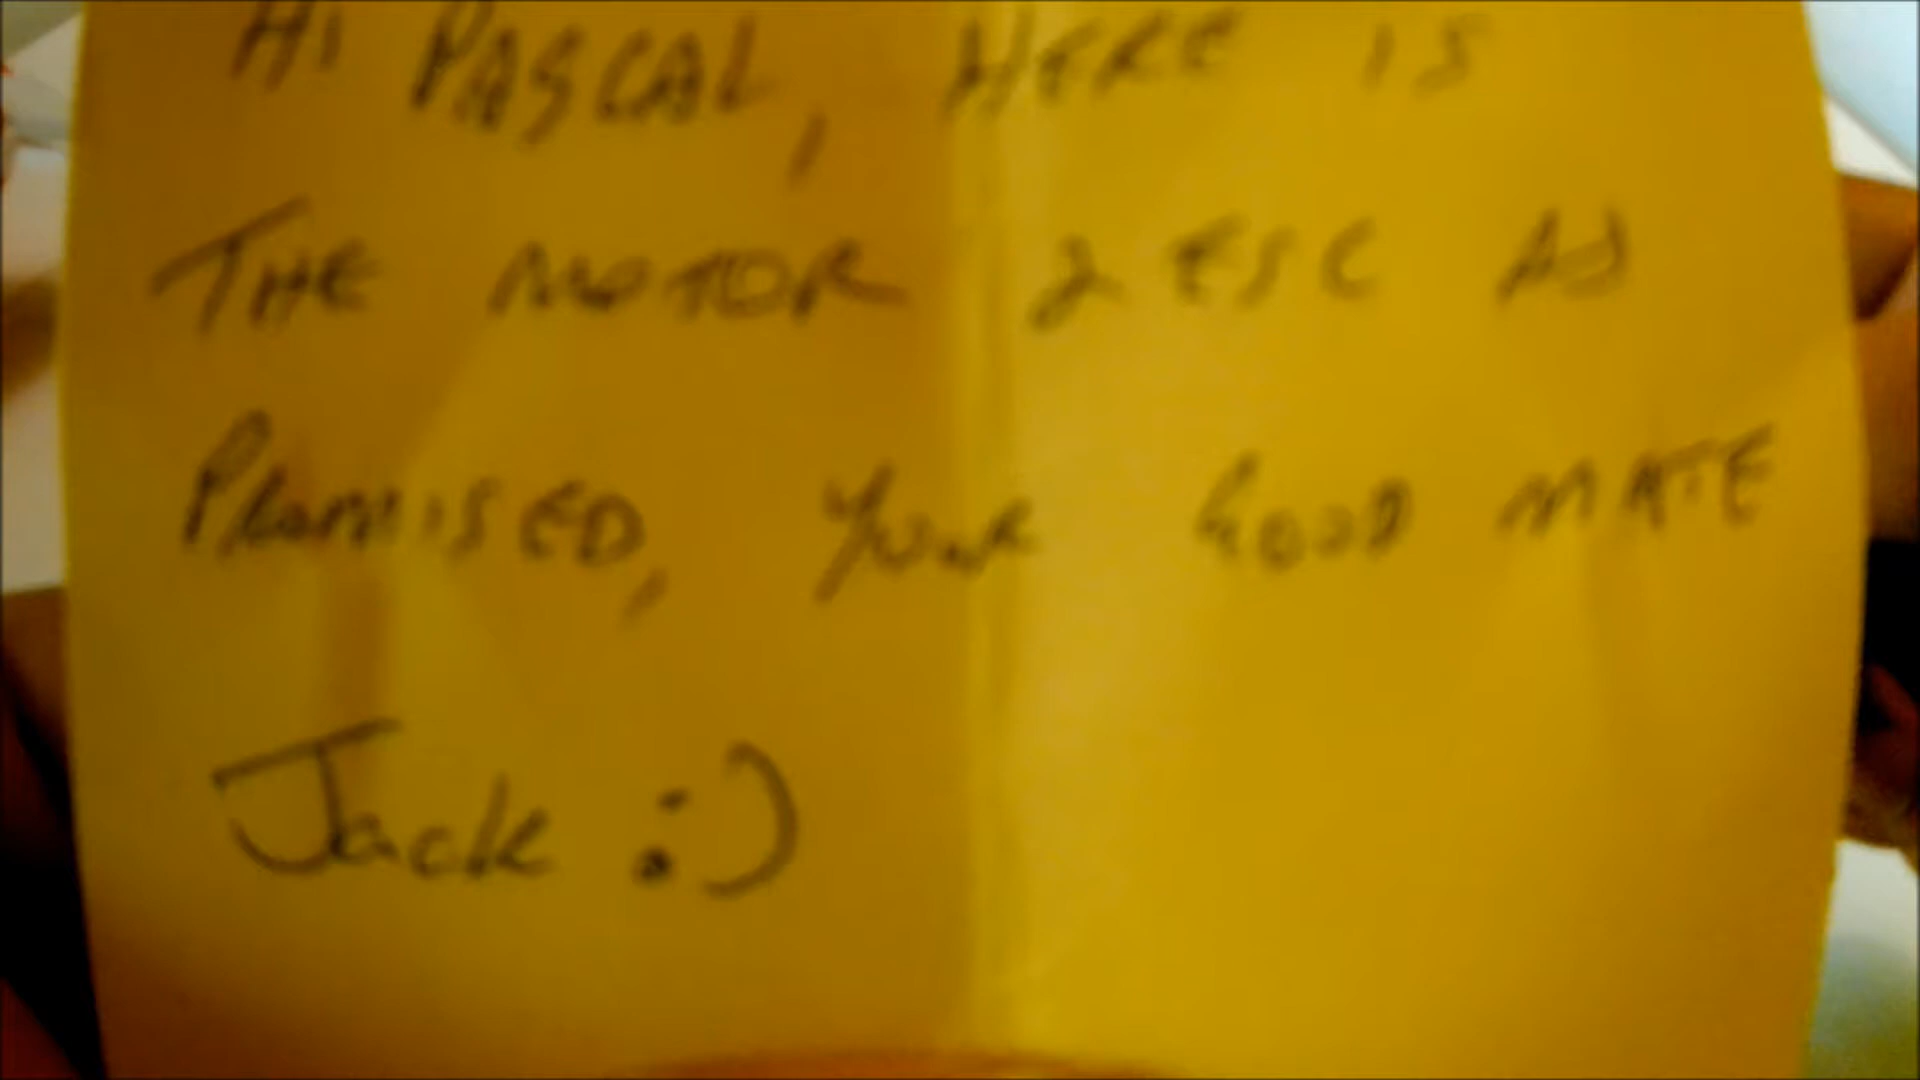 Hi PASCAL, HERE IS
THE MOTOR & ESC AS
PROMISED, YOUR GOOD MATE
Jack :)